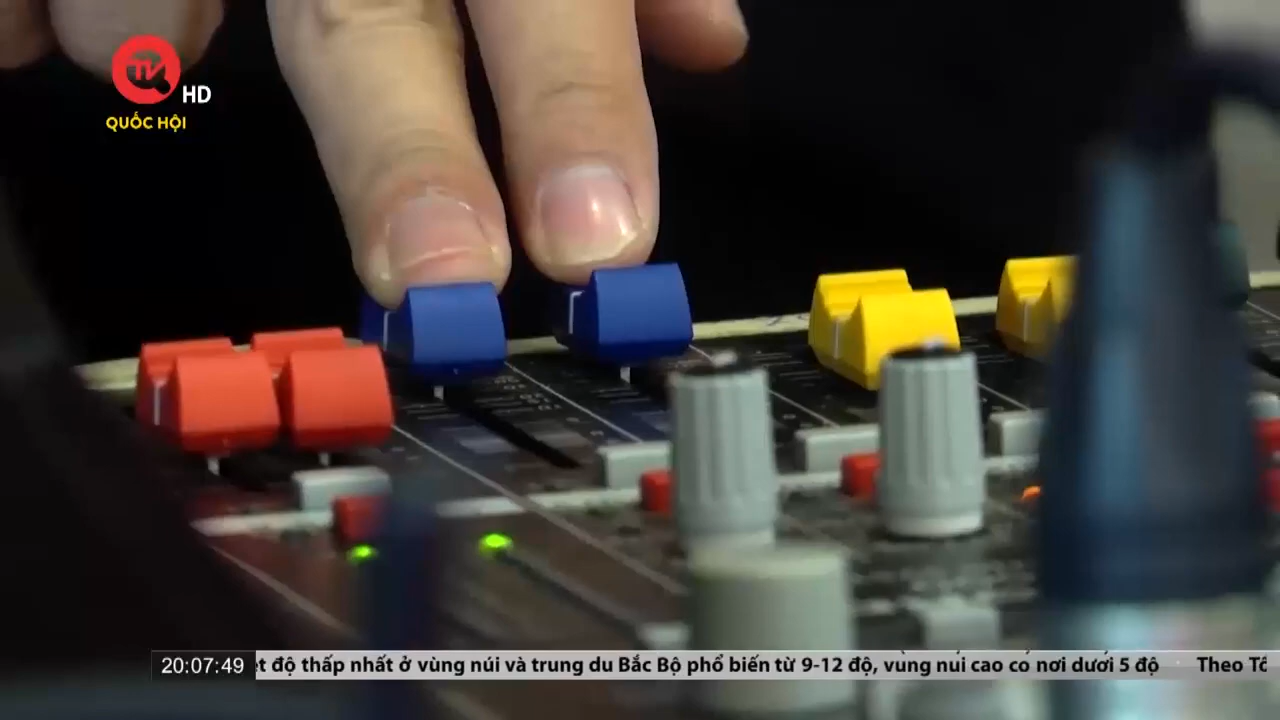 TV
HD
QUỐC HỘI
20:07:49
độ thấp nhất ở vùng núi và trung du Bắc Bộ phổ biến từ 9-12 độ, vùng núi cao có nơi dưới 5 độ
Theo